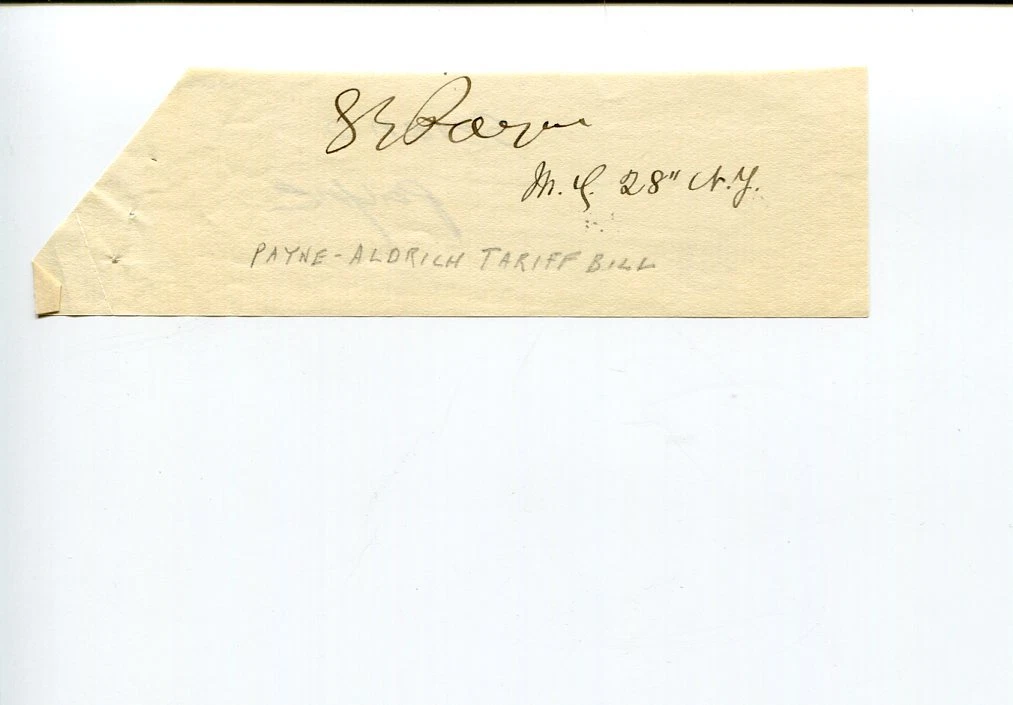 S E Payne
M. C. 28" N.Y.
PAYNE-ALDRICH TARIFF BILL